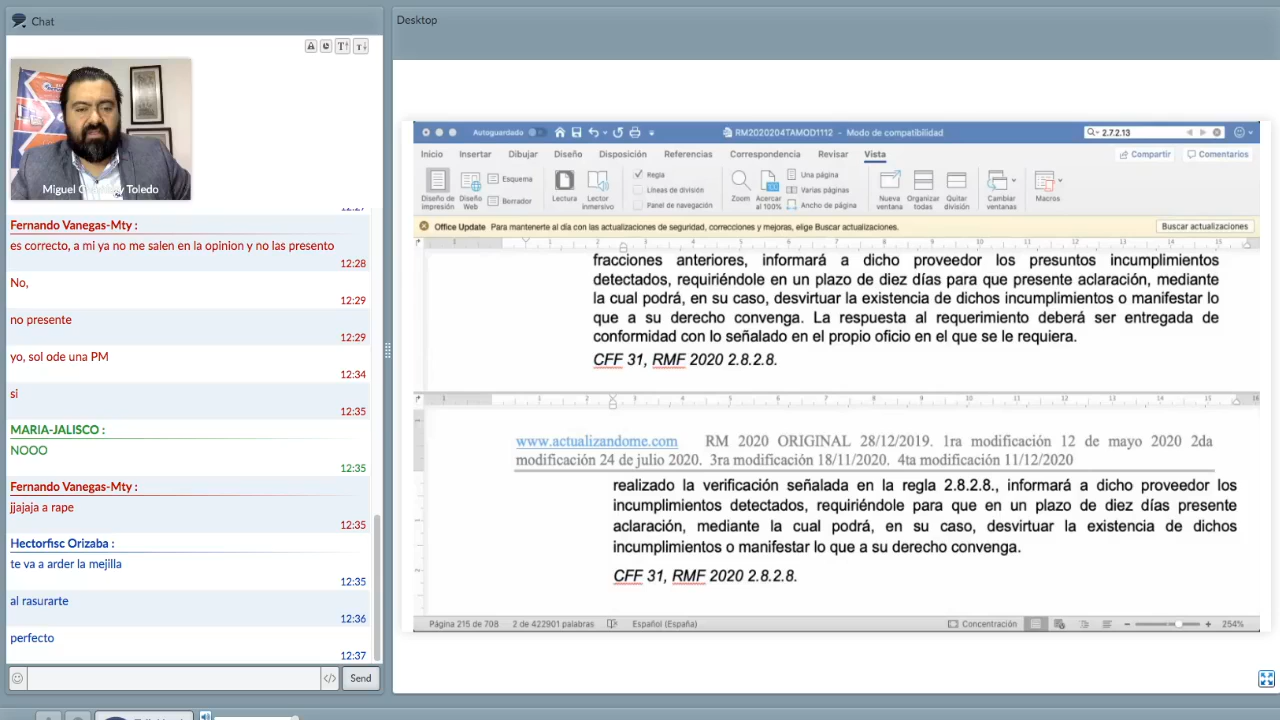 Chat
Desktop
Miguel
Toledo
Fernando Vanegas-Mty :
es correcto, a mi ya no me salen en la opinion y no las presento
12:28
No,
12:29
no presente
12:29
yo, sol ode una PM
12:34
si
12:35
MARIA-JALISCO :
NOOO
12:35
Fernando Vanegas-Mty :
jjajaja a rape
12:35
Hectorfisc Orizaba :
te va a arder la mejilla
12:35
al rasurarte
12:36
perfecto
12:37
Send
Autoguardado
RM2020204TAMOD1112 - Modo de compatibilidad
2.7.2.13
Inicio Insertar Dibujar Diseño Disposición Referencias Correspondencia Revisar Vista
Compartir Comentarios
Diseño de impresión
Diseño Web
Esquema
Borrador
Lectura
Lector inmersivo
Regla
Líneas de división
Panel de navegación
Zoom
Acercar al 100%
Una página
Varias páginas
Ancho de página
Nueva ventana
Organizar todas
Quitar división
Cambiar ventanas
Macros
Office Update Para mantenerte al día con las actualizaciones de seguridad, correcciones y mejoras, elige Buscar actualizaciones.
Buscar actualizaciones
fracciones anteriores, informará a dicho proveedor los presuntos incumplimientos
detectados, requiriéndole en un plazo de diez días para que presente aclaración, mediante
la cual podrá, en su caso, desvirtuar la existencia de dichos incumplimientos o manifestar lo
que a su derecho convenga. La respuesta al requerimiento deberá ser entregada de
conformidad con lo señalado en el propio oficio en el que se le requiera.
CFF 31, RMF 2020 2.8.2.8.
www.actualizandome.com RM 2020 ORIGINAL 28/12/2019. 1ra modificación 12 de mayo 2020 2da
modificación 24 de julio 2020. 3ra modificación 18/11/2020. 4ta modificación 11/12/2020
realizado la verificación señalada en la regla 2.8.2.8., informará a dicho proveedor los
incumplimientos detectados, requiriéndole para que en un plazo de diez días presente
aclaración, mediante la cual podrá, en su caso, desvirtuar la existencia de dichos
incumplimientos o manifestar lo que a su derecho convenga.
CFF 31, RMF 2020 2.8.2.8.
Página 215 de 708 2 de 422901 palabras Español (España)
Concentración
254%